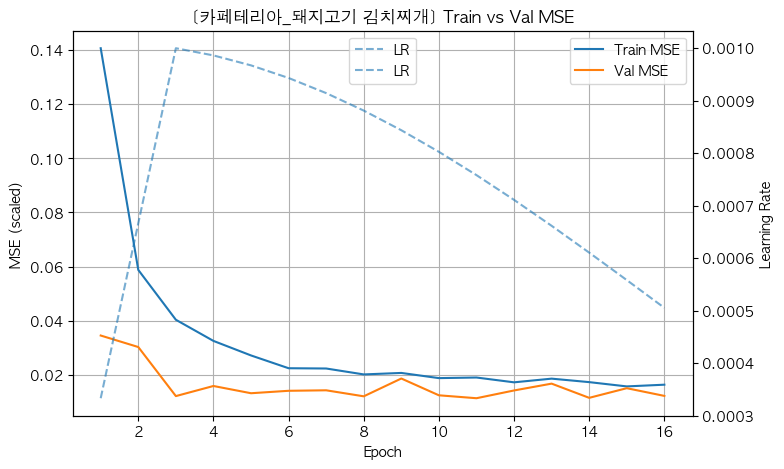 [카페테리아_돼지고기 김치찌개] Train vs Val MSE
LR
LR
Train MSE
Val MSE
0.14
0.12
0.10
0.08
0.06
0.04
0.02
MSE (scaled)
0.0010
0.0009
0.0008
0.0007
0.0006
0.0005
0.0004
0.0003
Learning Rate
2 4 6 8 10 12 14 16
Epoch